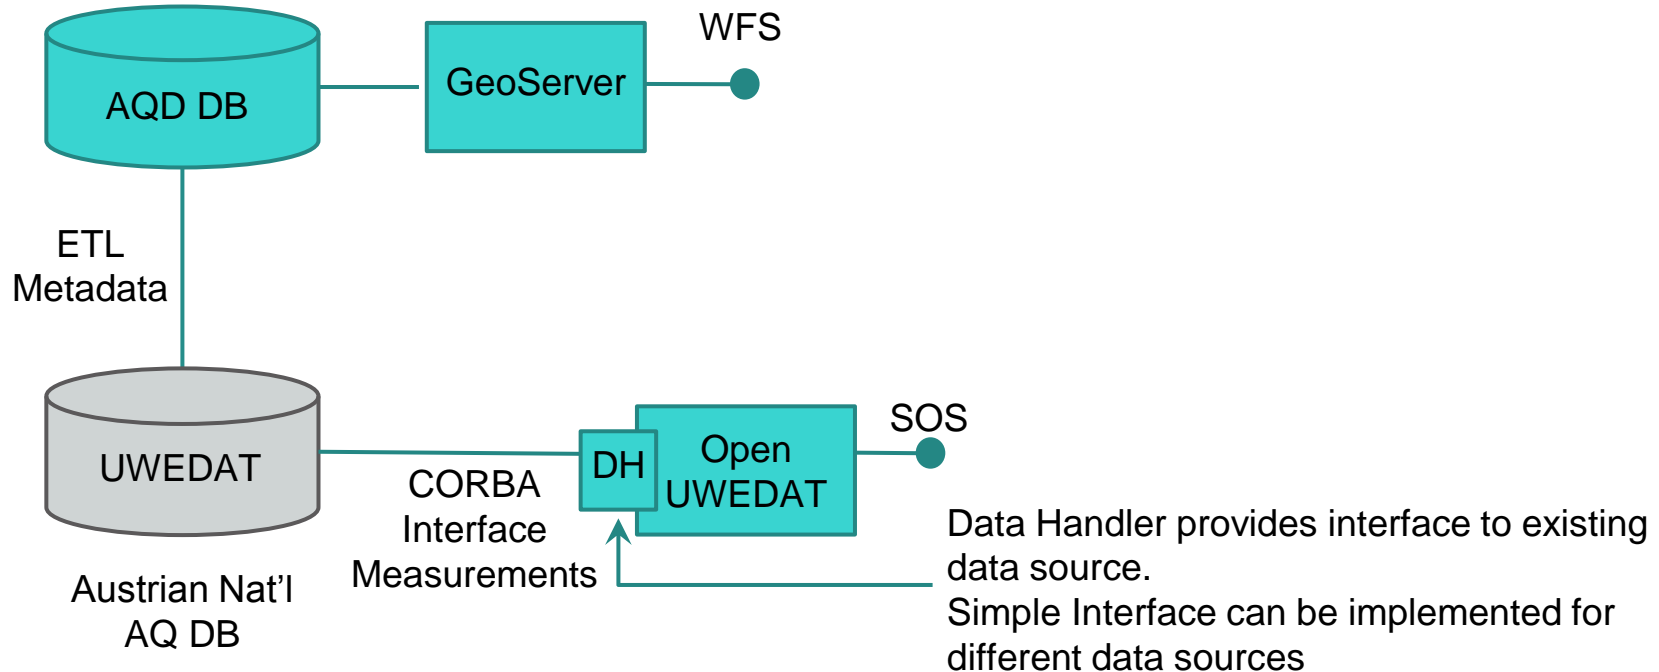 WFS
AQD DB
GeoServer
ETL
Metadata
UWEDAT
CORBA
Interface
Measurements
DH
Open
UWEDAT
SOS
Austrian Nat’l
AQ DB
Data Handler provides interface to existing
data source.
Simple Interface can be implemented for
different data sources